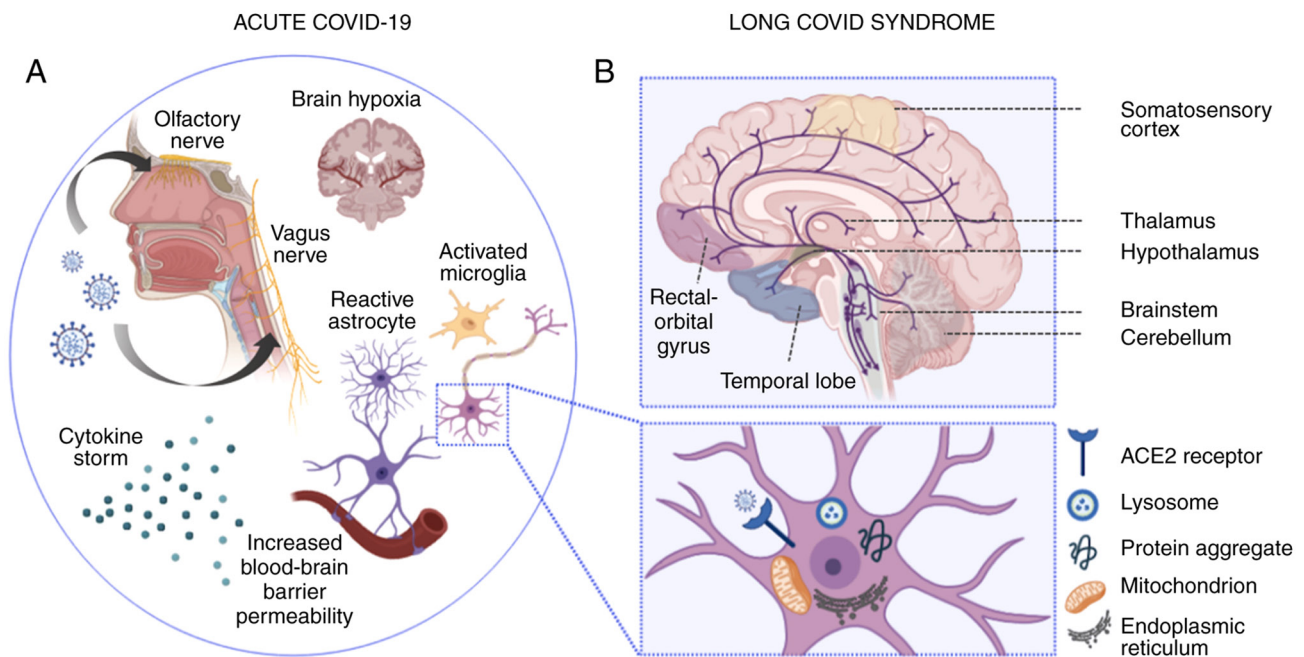 ACUTE COVID-19
LONG COVID SYNDROME
A
Olfactory
nerve
Brain hypoxia
Vagus
nerve
Activated
microglia
Reactive
astrocyte
Cytokine
storm
Increased
blood-brain
barrier
permeability
B
Somatosensory
cortex
Thalamus
Hypothalamus
Brainstem
Cerebellum
Rectal-
orbital
gyrus
Temporal lobe
ACE2 receptor
Lysosome
Protein aggregate
Mitochondrion
Endoplasmic
reticulum